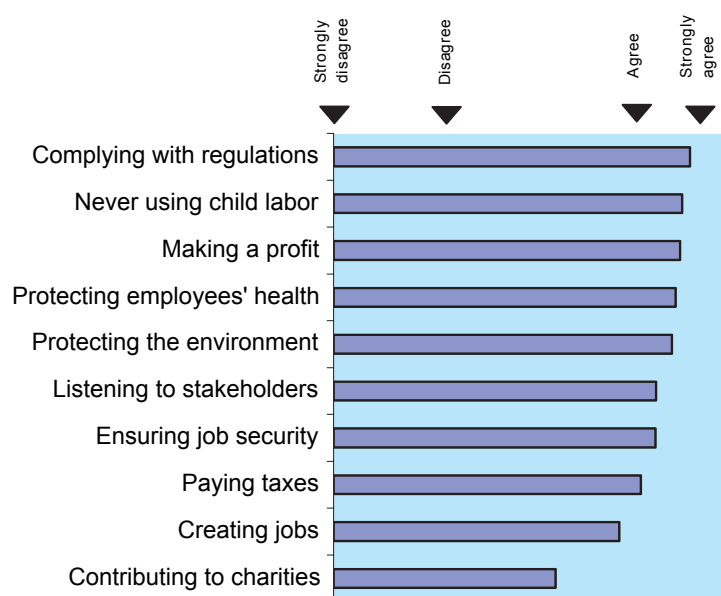 Strongly
disagree
Disagree
Agree
Strongly
agree
Complying with regulations
Never using child labor
Making a profit
Protecting employees' health
Protecting the environment
Listening to stakeholders
Ensuring job security
Paying taxes
Creating jobs
Contributing to charities